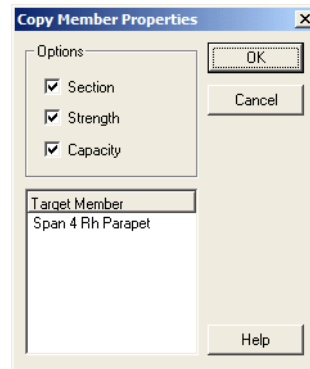 Copy Member Properties
Options
OK
Section
Cancel
Strength
Capacity
Target Member
Span 4 Rh Parapet
Help